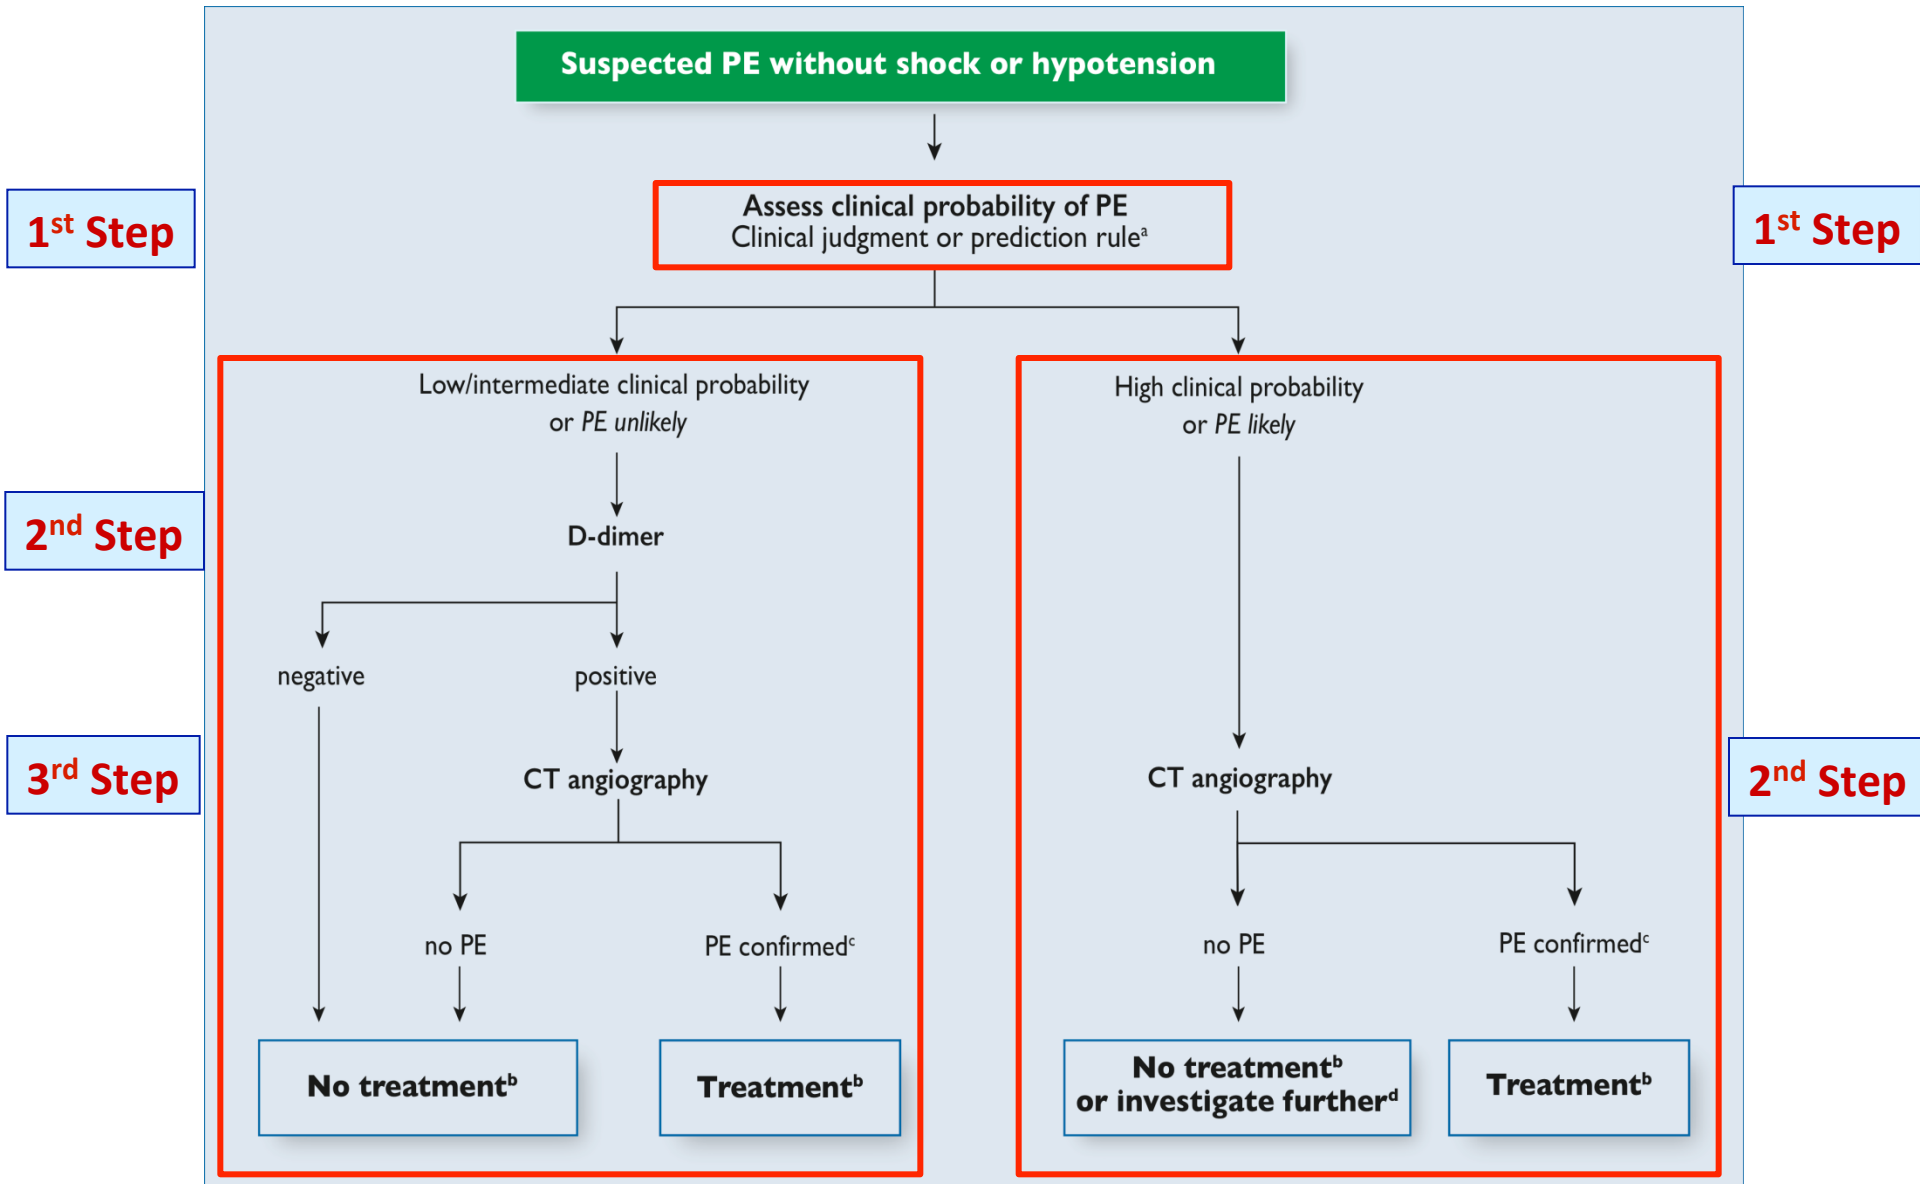 Suspected PE without shock or hypotension
1st Step
Assess clinical probability of PE
Clinical judgment or prediction ruleᵃ
1st Step
Low/intermediate clinical probability
or PE unlikely
High clinical probability
or PE likely
2nd Step
D-dimer
negative
positive
3rd Step
CT angiography
CT angiography
2nd Step
no PE
PE confirmedᶜ
no PE
PE confirmedᶜ
No treatmentᵇ
Treatmentᵇ
No treatmentᵇ
or investigate furtherᵈ
Treatmentᵇ